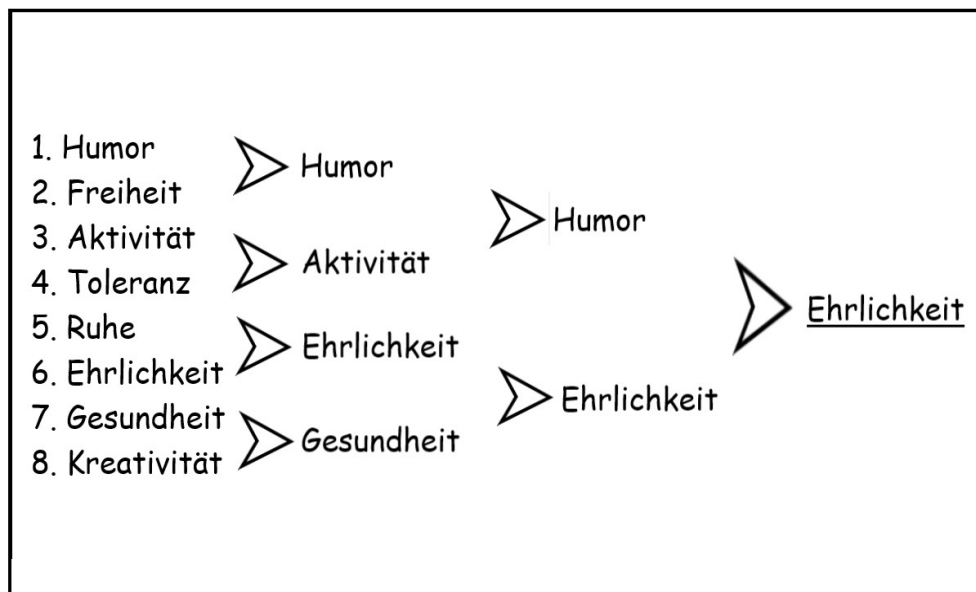 1. Humor
2. Freiheit
3. Aktivität
4. Toleranz
5. Ruhe
6. Ehrlichkeit
7. Gesundheit
8. Kreativität
Humor
Aktivität
Ehrlichkeit
Gesundheit
Humor
Ehrlichkeit
Ehrlichkeit